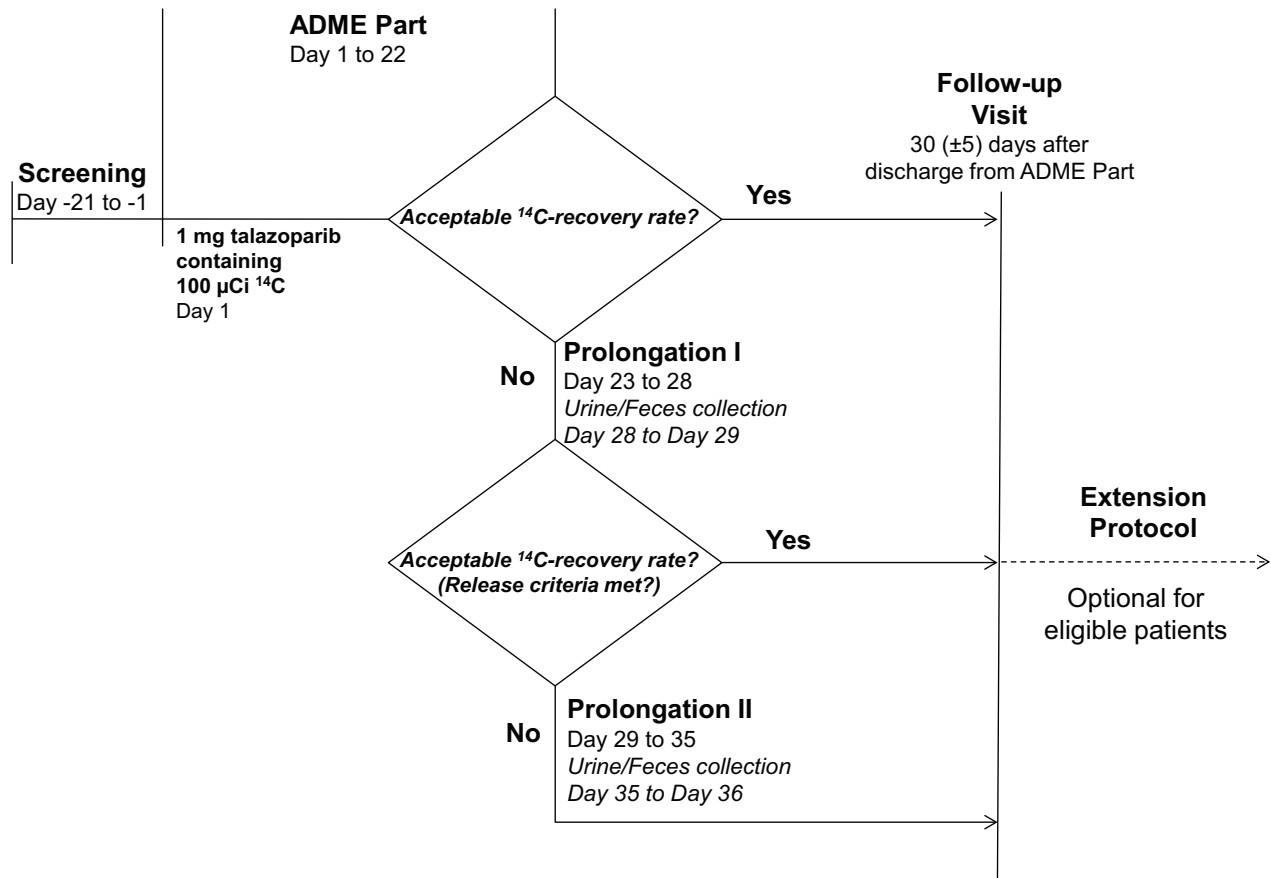 ADME Part
Day 1 to 22
Follow-up
Visit
30 (±5) days after
discharge from ADME Part
Screening
Day -21 to -1
Acceptable ¹⁴C-recovery rate?
Yes
1 mg talazoparib
containing
100 µCi ¹⁴C
Day 1
No
Prolongation I
Day 23 to 28
Urine/Feces collection
Day 28 to Day 29
Acceptable ¹⁴C-recovery rate?
(Release criteria met?)
Yes
Extension
Protocol
Optional for
eligible patients
No
Prolongation II
Day 29 to 35
Urine/Feces collection
Day 35 to Day 36